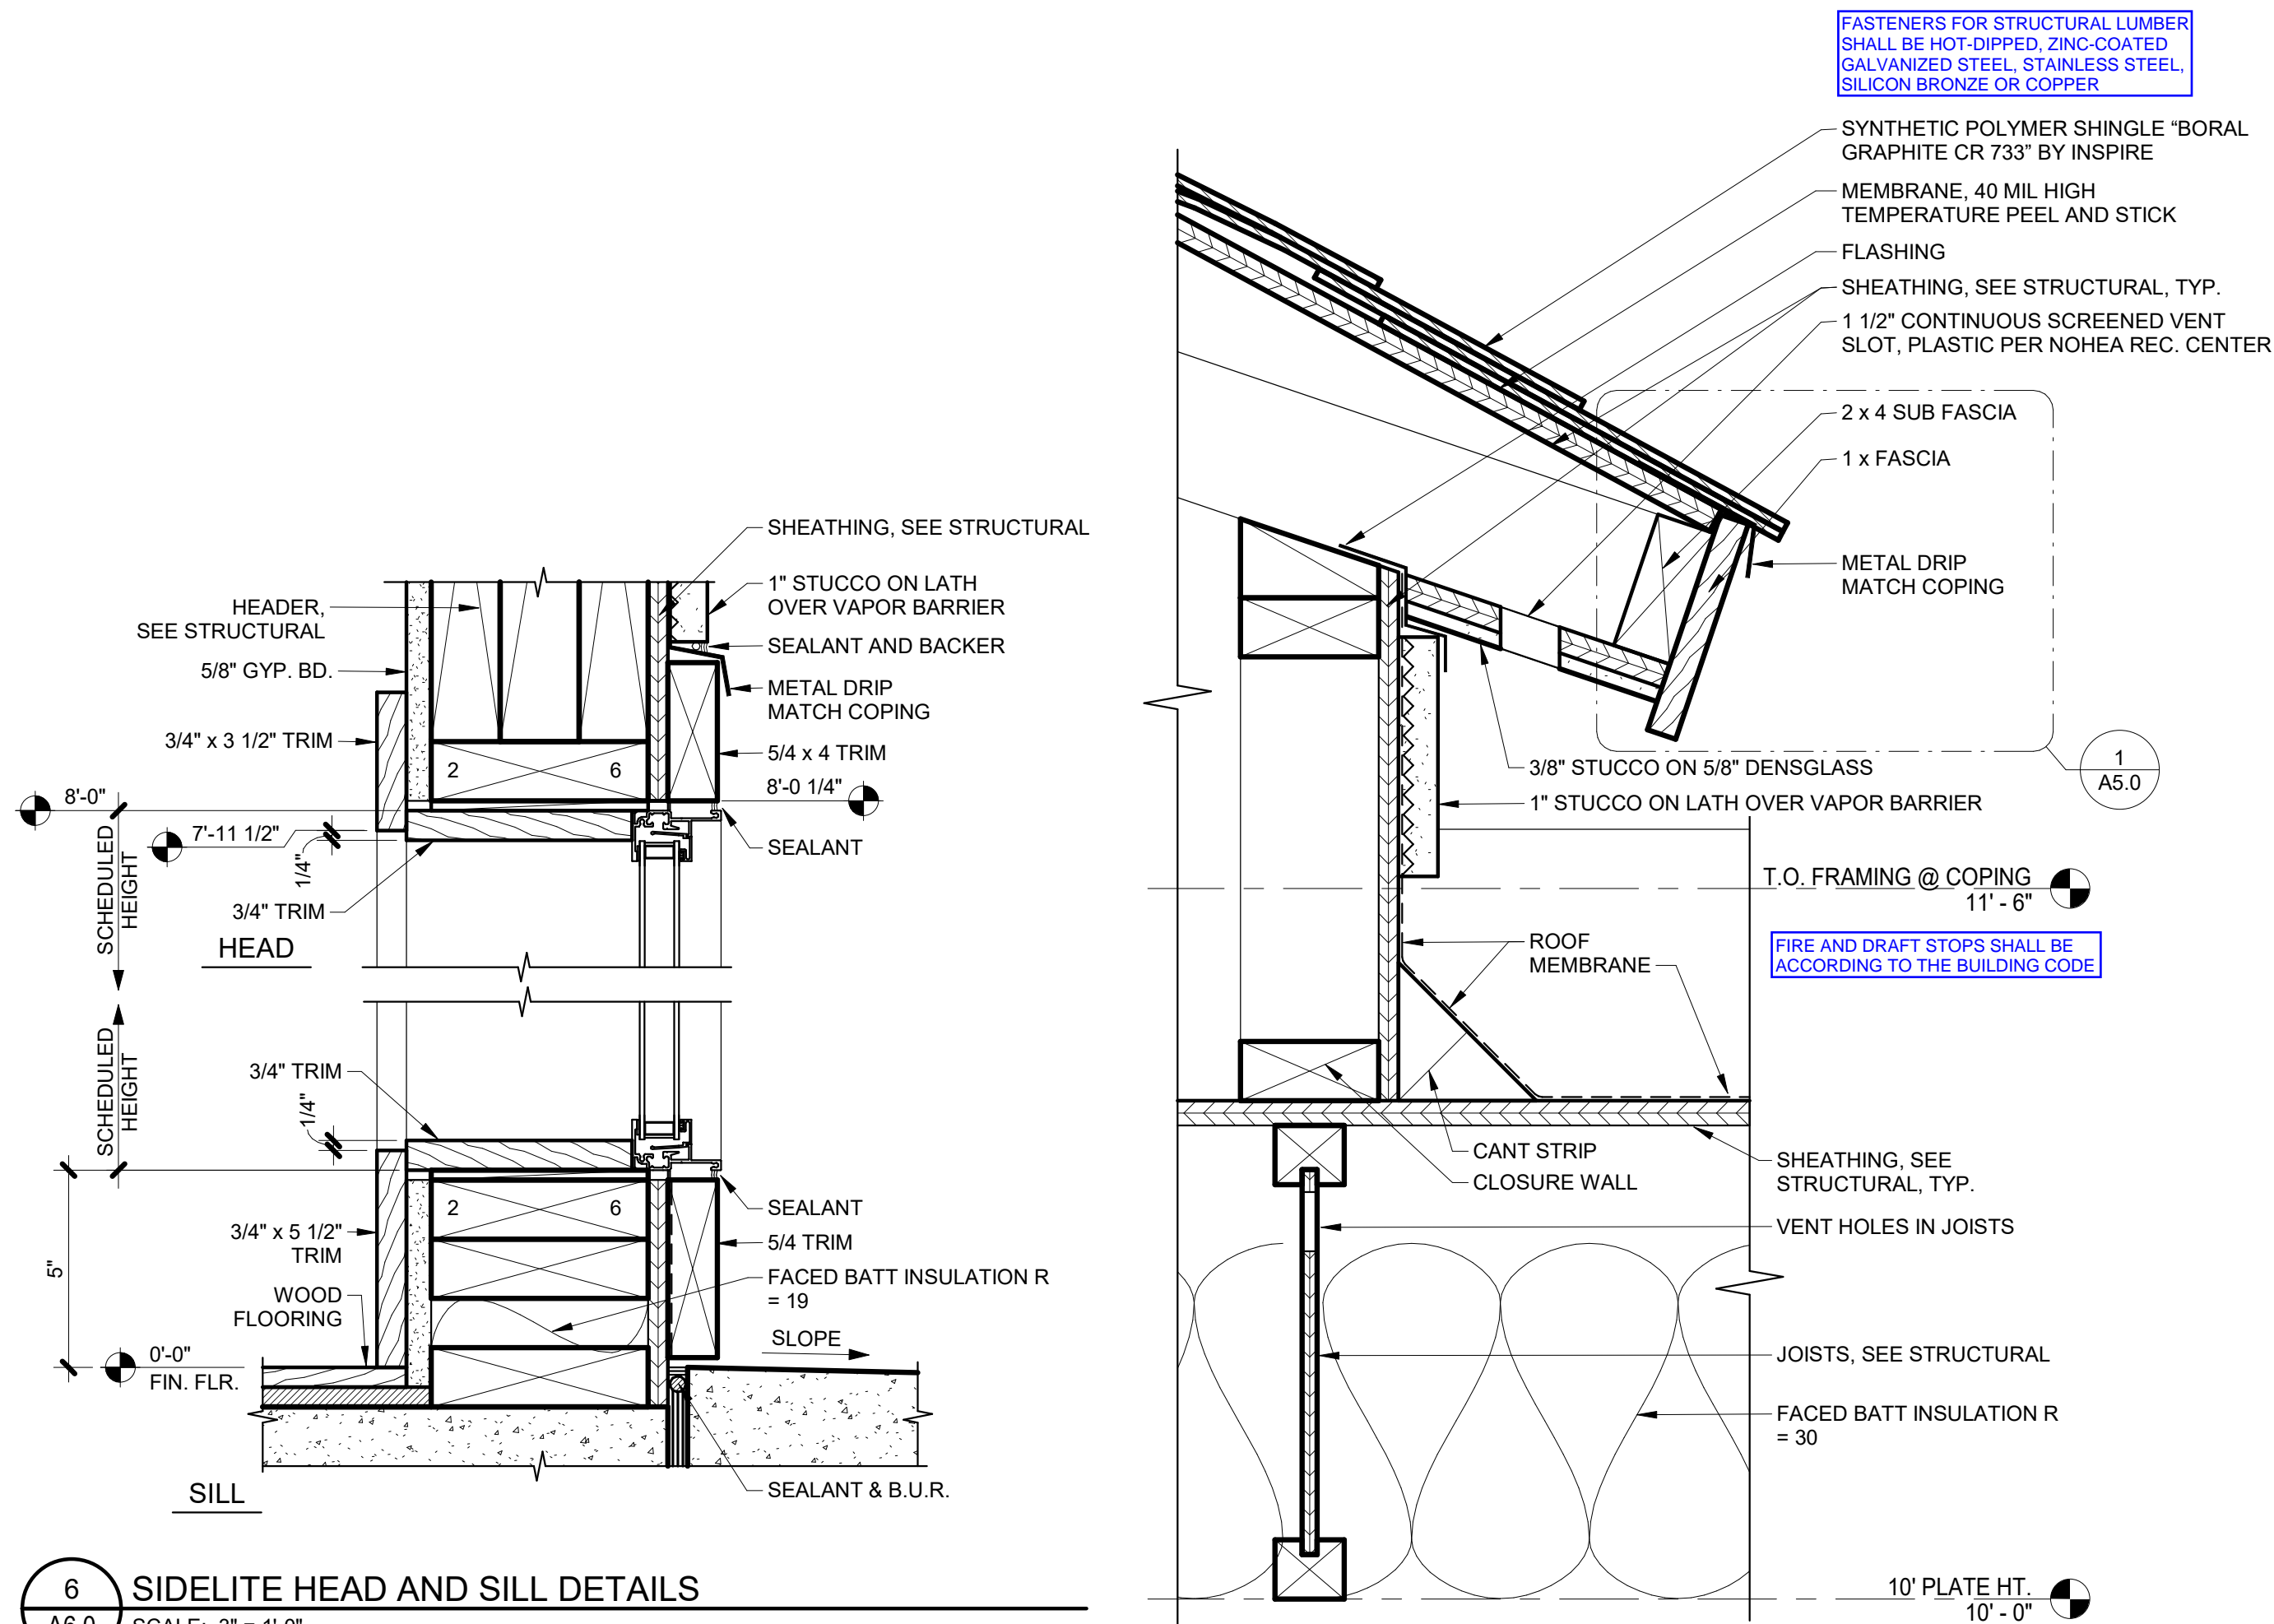 FASTENERS FOR STRUCTURAL LUMBER
SHALL BE HOT-DIPPED, ZINC-COATED
GALVANIZED STEEL, STAINLESS STEEL,
SILICON BRONZE OR COPPER
SYNTHETIC POLYMER SHINGLE “BORAL
GRAPHITE CR 733” BY INSPIRE
MEMBRANE, 40 MIL HIGH
TEMPERATURE PEEL AND STICK
FLASHING
SHEATHING, SEE STRUCTURAL, TYP.
1 1/2" CONTINUOUS SCREENED VENT
SLOT, PLASTIC PER NOHEA REC. CENTER
2 x 4 SUB FASCIA
1 x FASCIA
METAL DRIP
MATCH COPING
1
A5.0
3/8" STUCCO ON 5/8" DENSGLASS
1" STUCCO ON LATH OVER VAPOR BARRIER
T.O. FRAMING @ COPING
11' - 6"
ROOF
MEMBRANE
FIRE AND DRAFT STOPS SHALL BE
ACCORDING TO THE BUILDING CODE
CANT STRIP
CLOSURE WALL
SHEATHING, SEE
STRUCTURAL, TYP.
VENT HOLES IN JOISTS
JOISTS, SEE STRUCTURAL
FACED BATT INSULATION R
= 30
10' PLATE HT.
10' - 0"
SHEATHING, SEE STRUCTURAL
1" STUCCO ON LATH
OVER VAPOR BARRIER
SEALANT AND BACKER
METAL DRIP
MATCH COPING
5/4 x 4 TRIM
8'-0 1/4"
SEALANT
HEADER,
SEE STRUCTURAL
5/8" GYP. BD.
3/4" x 3 1/2" TRIM
2 6
8'-0"
7'-11 1/2"
1/4"
SCHEDULED
HEIGHT
3/4" TRIM
HEAD
SCHEDULED
HEIGHT
3/4" TRIM
1/4"
2 6
3/4" x 5 1/2"
TRIM
5"
WOOD
FLOORING
0'-0"
FIN. FLR.
SEALANT
5/4 TRIM
FACED BATT INSULATION R
= 19
SLOPE
SEALANT & B.U.R.
SILL
6
A6.0
SIDELITE HEAD AND SILL DETAILS
SCALE: 3" = 1'-0"